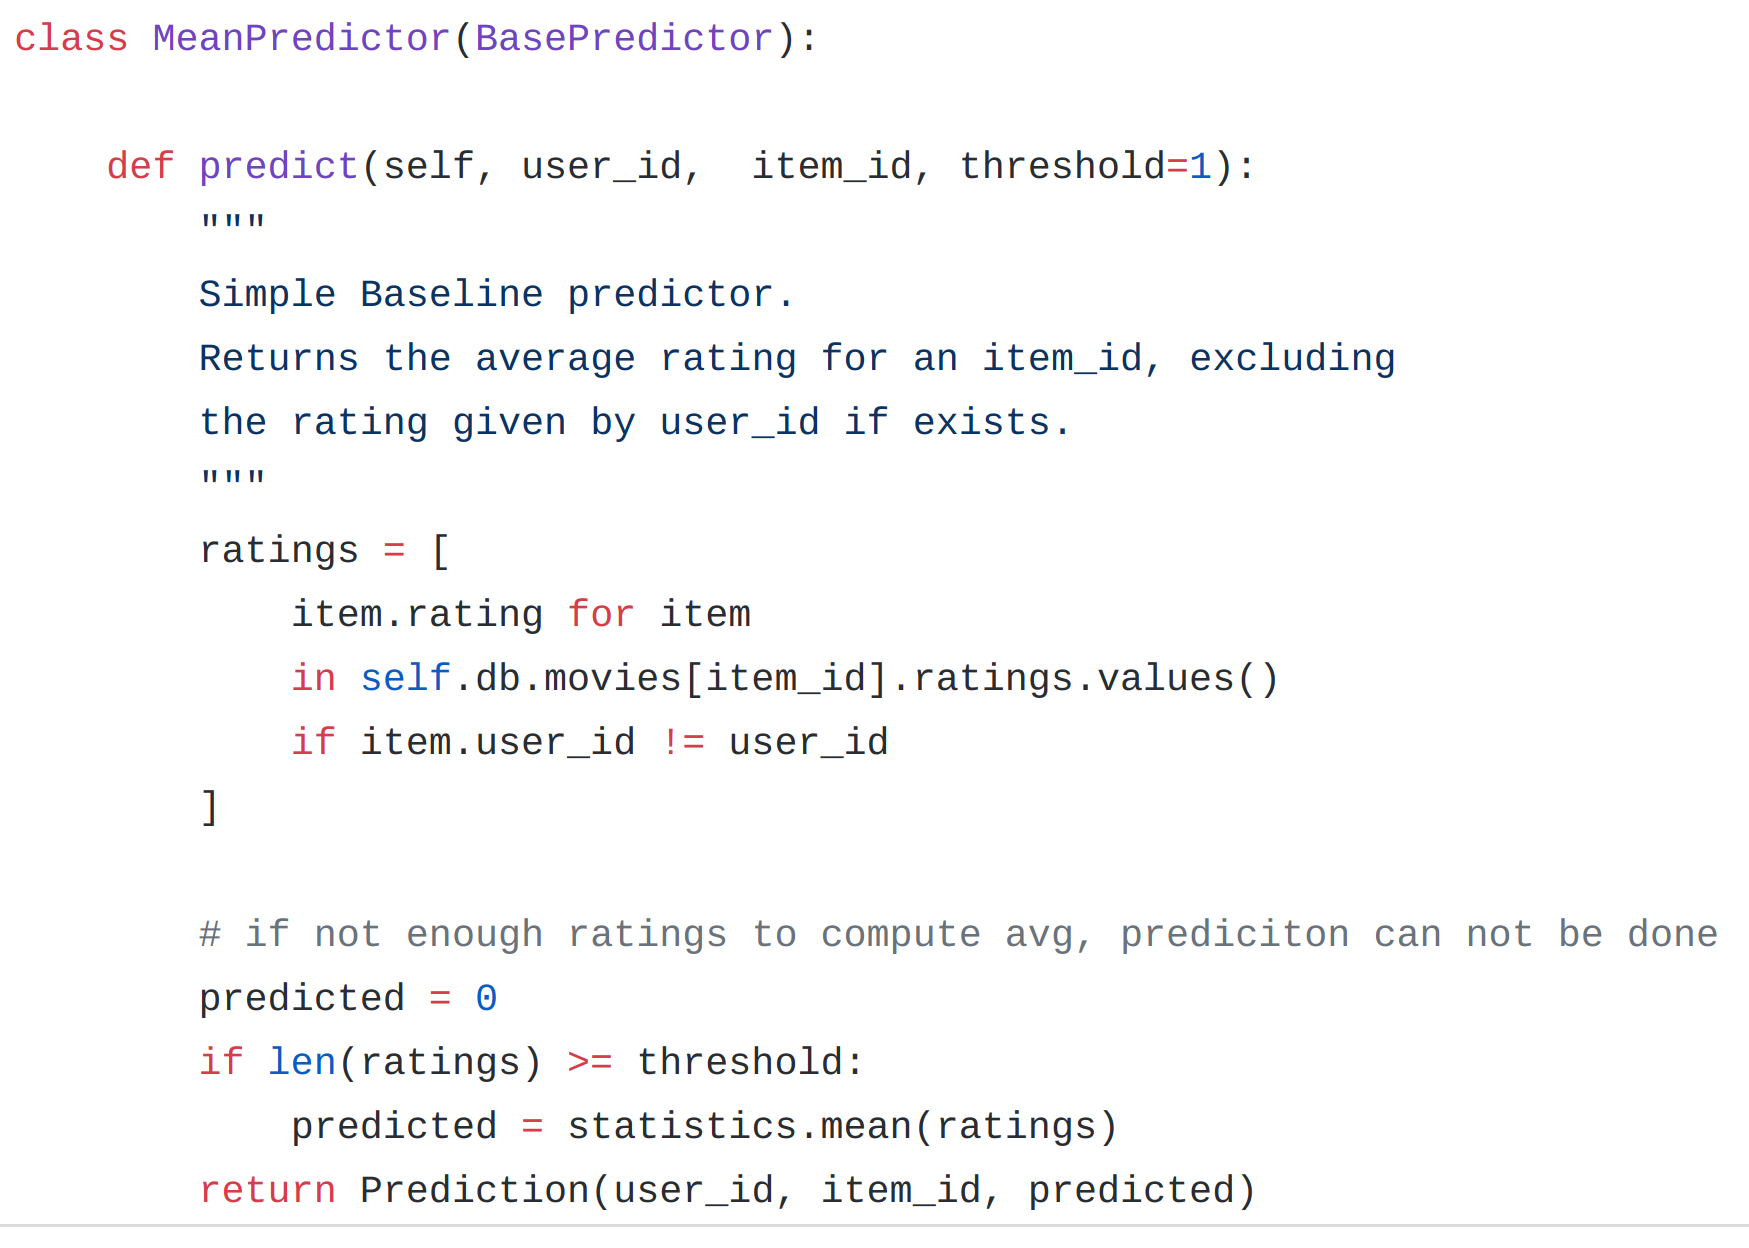 class MeanPredictor(BasePredictor):
    def predict(self, user_id,  item_id, threshold=1):
        """
        Simple Baseline predictor.
        Returns the average rating for an item_id, excluding
        the rating given by user_id if exists.
        """
        ratings = [
            item.rating for item
            in self.db.movies[item_id].ratings.values()
            if item.user_id != user_id
        ]
        # if not enough ratings to compute avg, prediciton can not be done
        predicted = 0
        if len(ratings) >= threshold:
            predicted = statistics.mean(ratings)
        return Prediction(user_id, item_id, predicted)